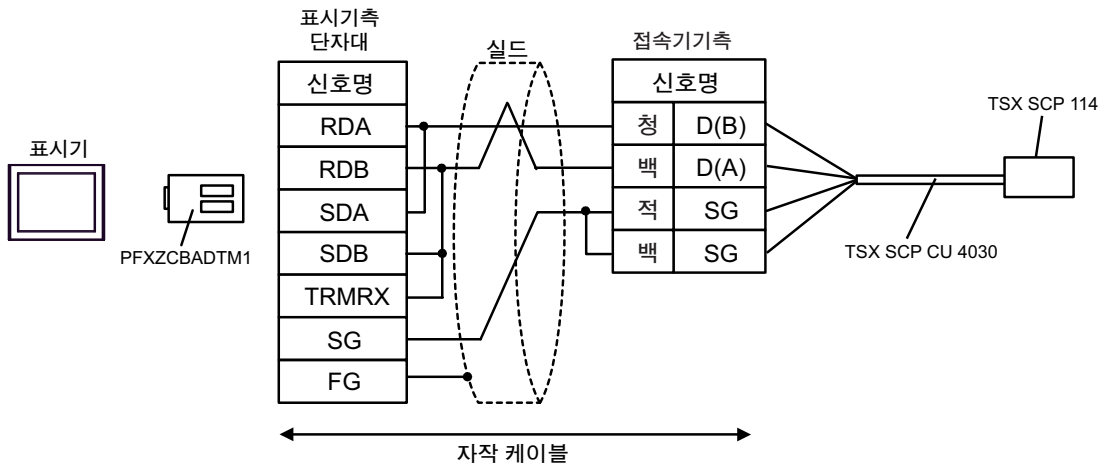 표시기측
단자대
실드
접속기기측
신호명
신호명
TSX SCP 114
RDA
청 D(B)
표시기
RDB
백 D(A)
SDA
적 SG
PFXZCBADTM1
SDB
백 SG
TSX SCP CU 4030
TRMRX
SG
FG
자작 케이블